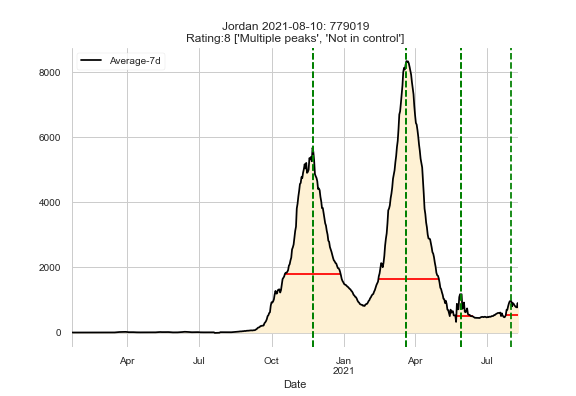 Jordan 2021-08-10: 779019
Rating:8 ['Multiple peaks', 'Not in control']
Average-7d
8000
6000
4000
2000
0
Apr
Jul
Oct
Jan
2021
Apr
Jul
Date